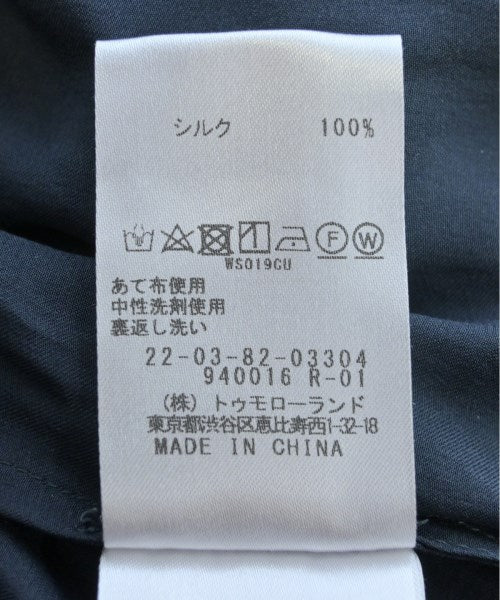 シルク 100%
F W
WS019CU
あて布使用
中性洗剤使用
裏返し洗い
22-03-82-03304
940016 R-01
(株)トゥモローランド
東京都渋谷区恵比寿西1-32-18
MADE IN CHINA